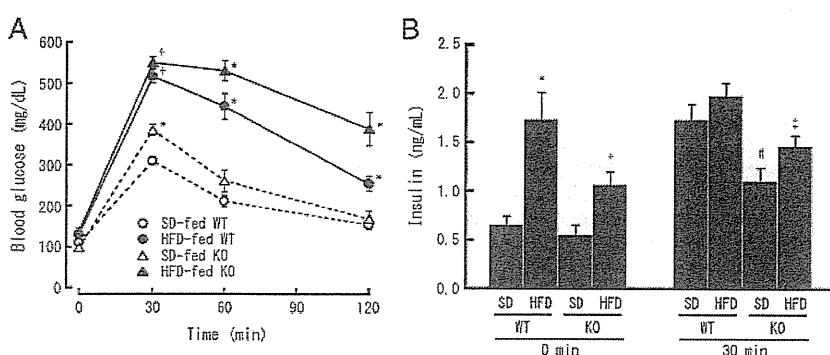 A
600
500
400
300
200
100
00
Blood glucose (mg/dL)
† *
† *
*
*
*
SD-fed WT
HFD-fed WT
SD-fed KO
HFD-fed KO
0 30 60 90 120
Time (min)
B
2.5
2.0
1.5
1.0
0.5
0.0
Insulin (ng/mL)
*
#
‡
SD HFD SD HFD SD HFD SD HFD
WT KO WT KO
0 min 30 min